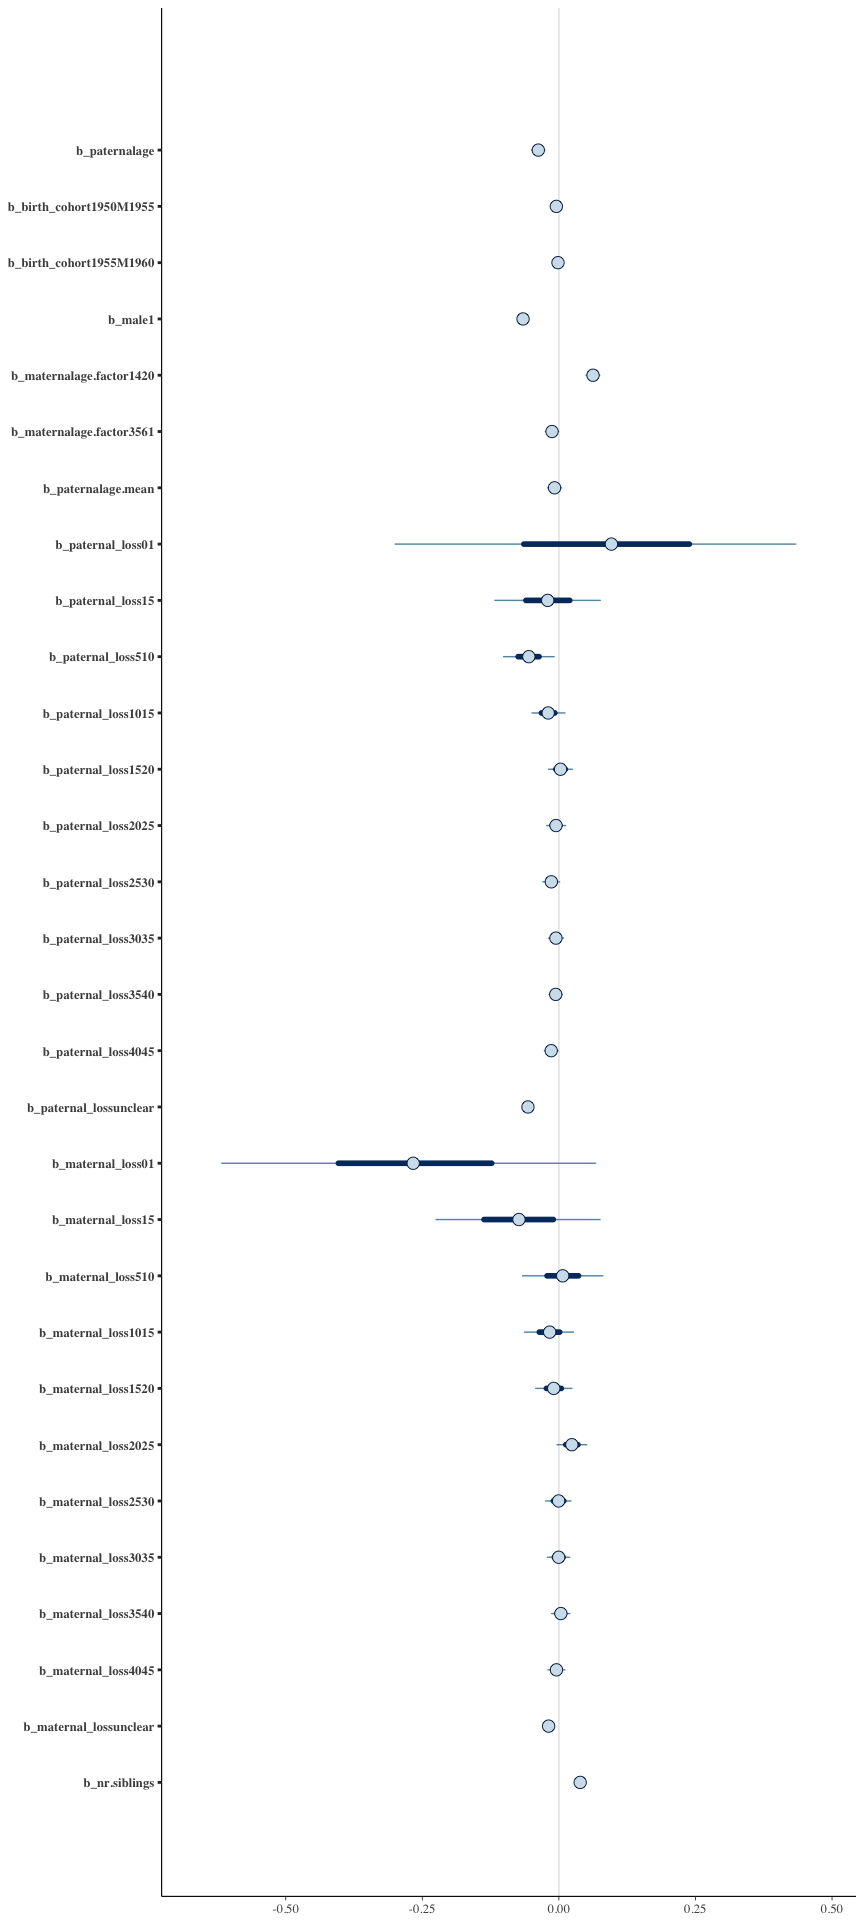 b_paternalage
b_birth_cohort1950M1955
b_birth_cohort1955M1960
b_male1
b_maternalage.factor1420
b_maternalage.factor3561
b_paternalage.mean
b_paternal_loss01
b_paternal_loss15
b_paternal_loss510
b_paternal_loss1015
b_paternal_loss1520
b_paternal_loss2025
b_paternal_loss2530
b_paternal_loss3035
b_paternal_loss3540
b_paternal_loss4045
b_paternal_lossunclear
b_maternal_loss01
b_maternal_loss15
b_maternal_loss510
b_maternal_loss1015
b_maternal_loss1520
b_maternal_loss2025
b_maternal_loss2530
b_maternal_loss3035
b_maternal_loss3540
b_maternal_loss4045
b_maternal_lossunclear
b_nr.siblings
-0.50 -0.25 0.00 0.25 0.50